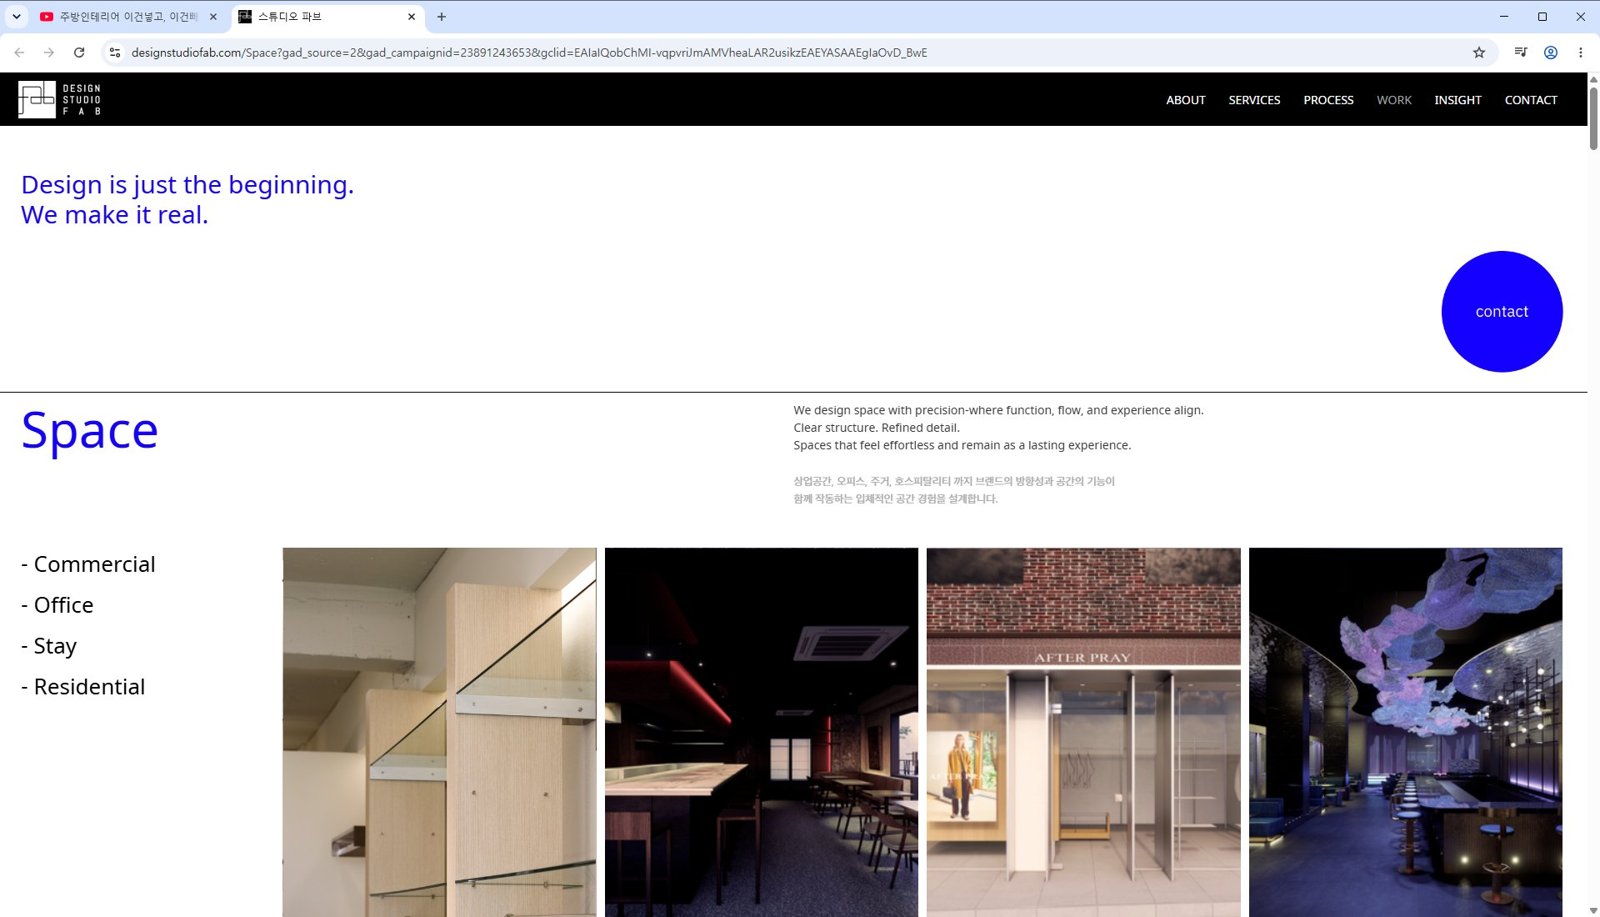 주방인테리어 이건넣고, 이건
스튜디오 파브
designstudiofab.com/Space?gad_source=2&gad_campaignid=23891243653&gclid=EAIaIQobChMI-vqpvriJmAMVheaLAR2usikzEAEYASAAEgIaOvD_BwE
fab DESIGN
STUDIO
FAB
ABOUT SERVICES PROCESS WORK INSIGHT CONTACT
Design is just the beginning.
We make it real.
contact
Space
We design space with precision-where function, flow, and experience align.
Clear structure. Refined detail.
Spaces that feel effortless and remain as a lasting experience.
상업공간, 오피스, 주거, 호스피탈리티 까지 브랜드의 방향성과 공간의 기능이
함께 작동하는 입체적인 공간 경험을 설계합니다.
- Commercial
- Office
- Stay
- Residential
AFTER PRAY
AFTER PRAY